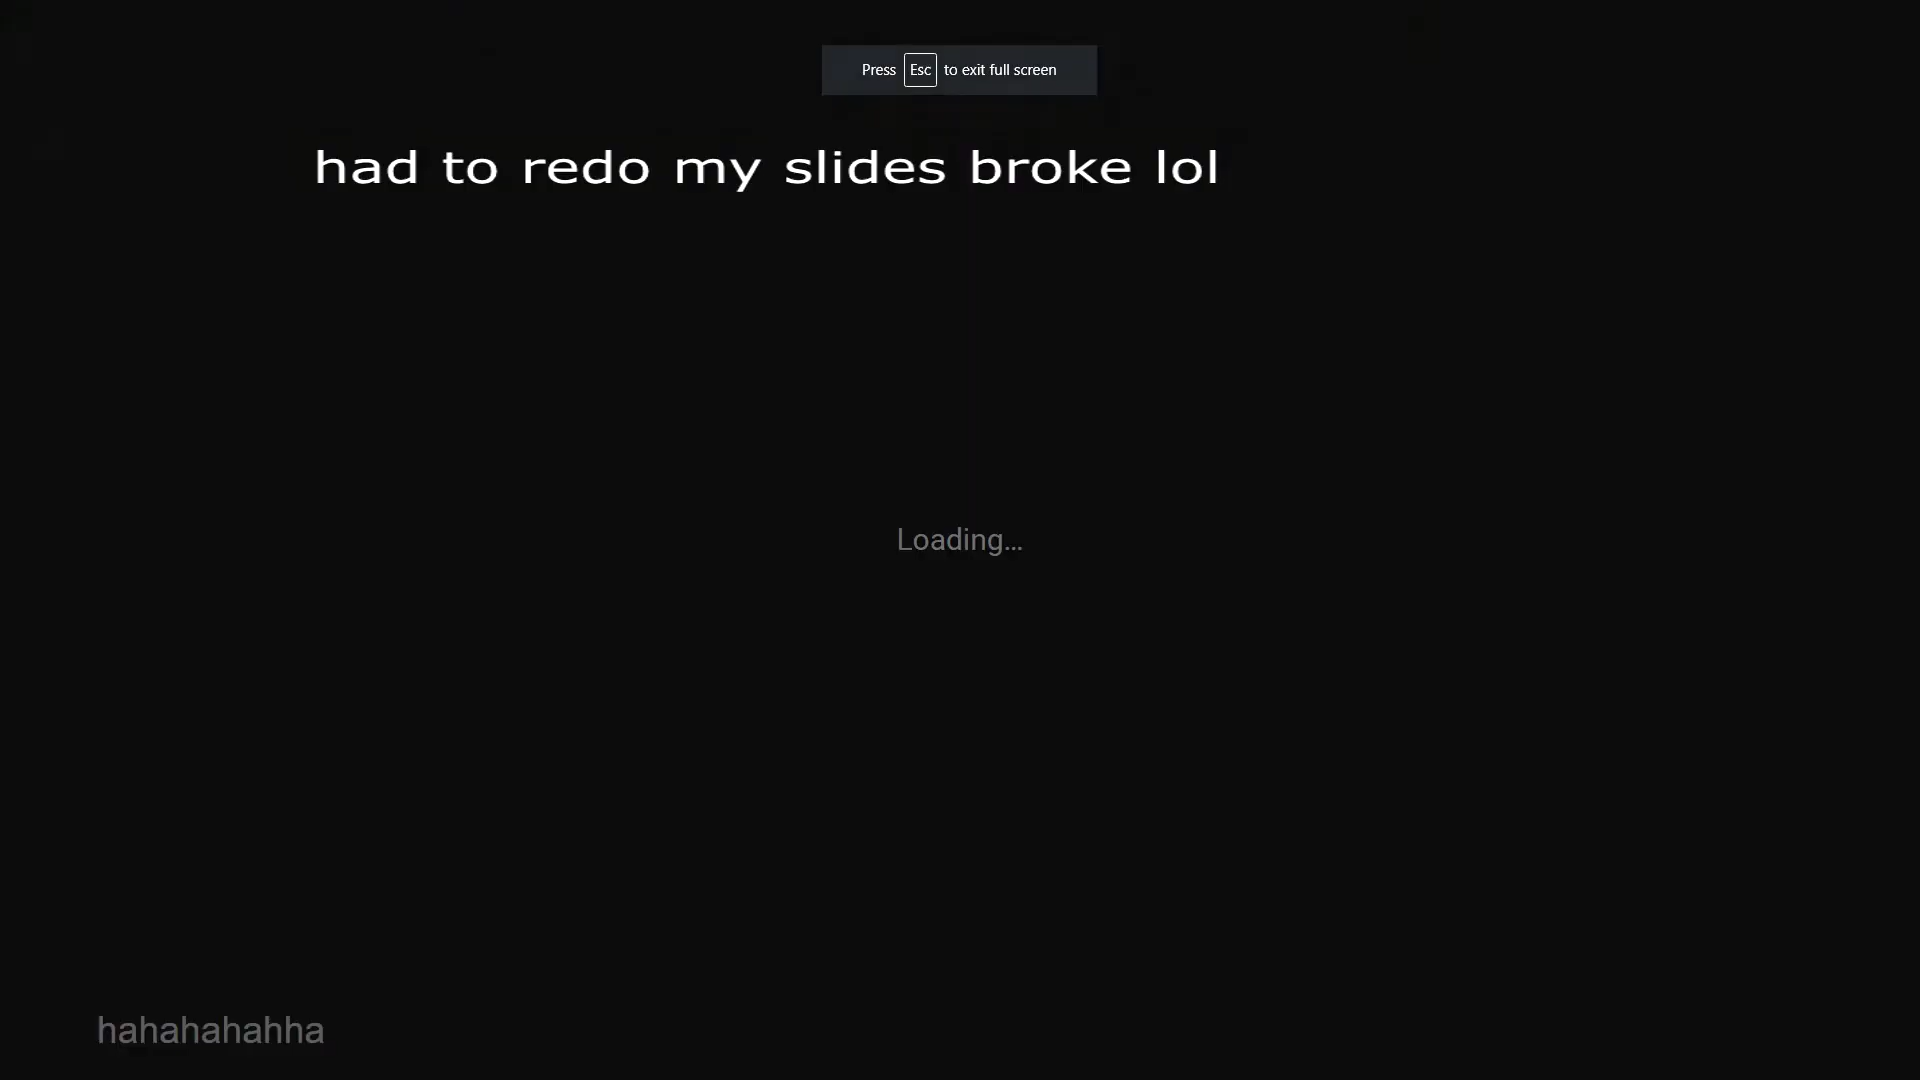 Press Esc to exit full screen
had to redo my slides broke lol
Loading...
hahahahahha